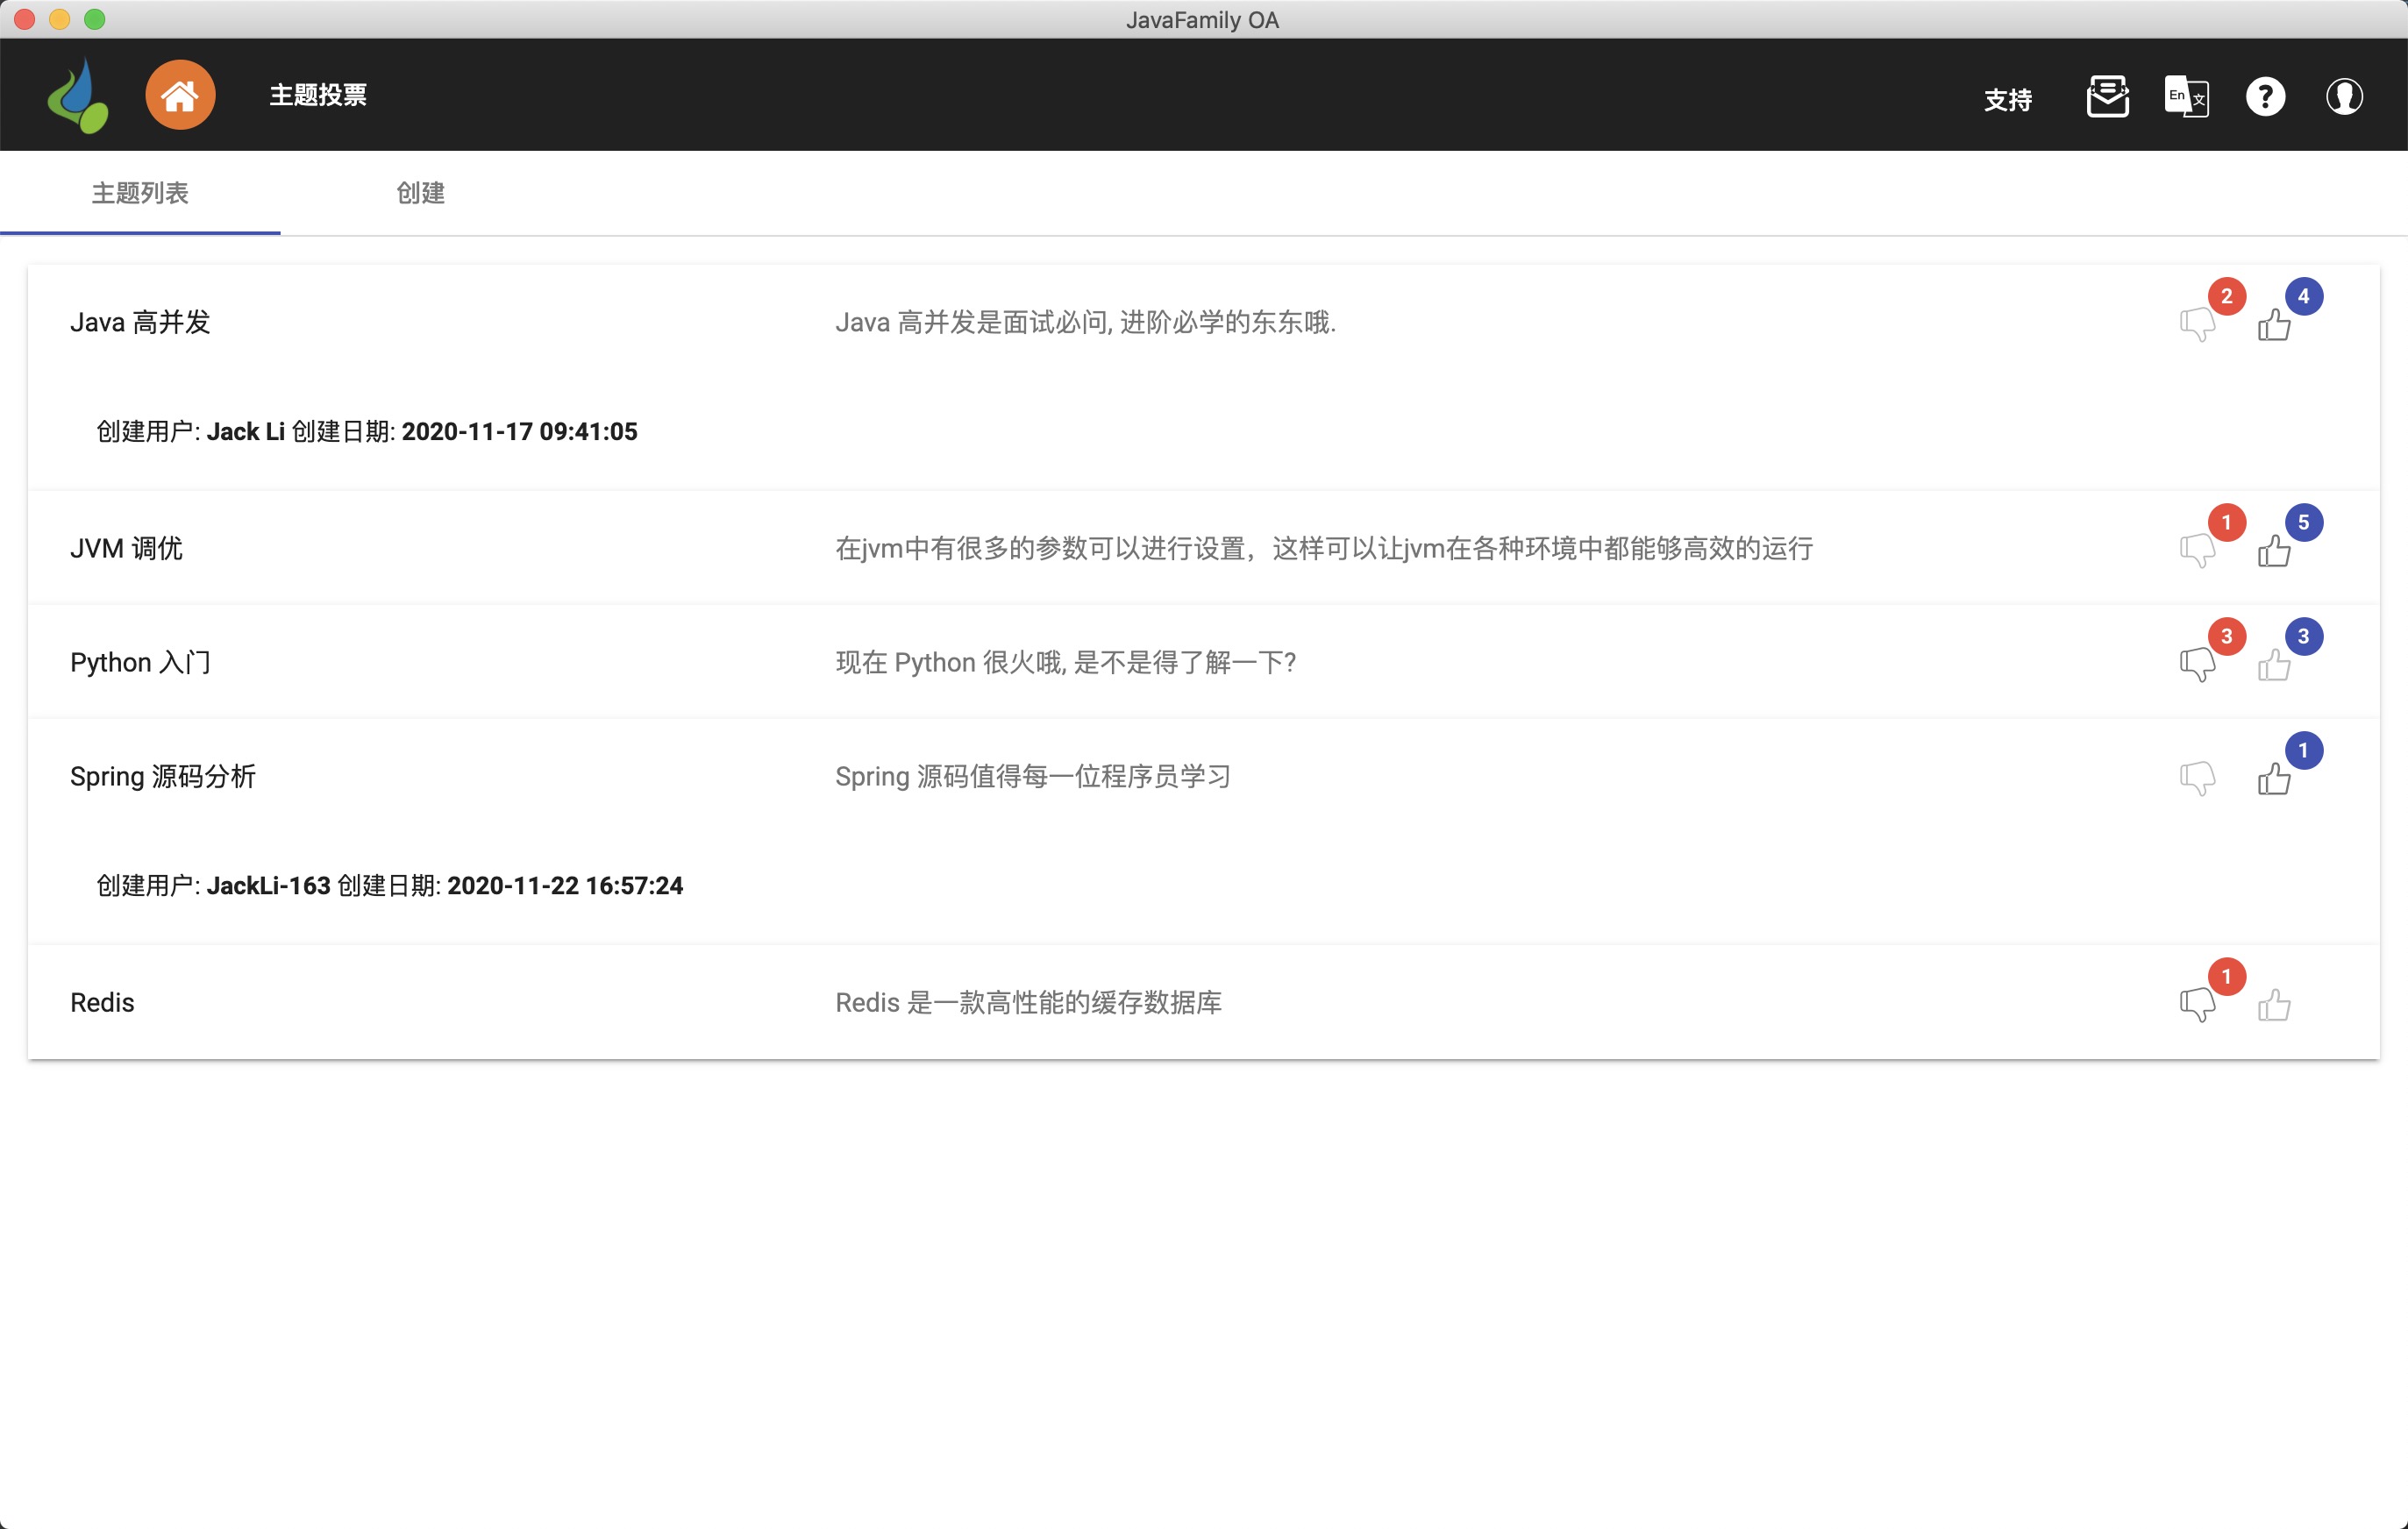 JavaFamily OA
主题投票
支持
En 文
主题列表 创建
Java 高并发 Java 高并发是面试必问, 进阶必学的东东哦. 2 4
创建用户: Jack Li 创建日期: 2020-11-17 09:41:05
JVM 调优 在jvm中有很多的参数可以进行设置，这样可以让jvm在各种环境中都能够高效的运行 1 5
Python 入门 现在 Python 很火哦, 是不是得了解一下? 3 3
Spring 源码分析 Spring 源码值得每一位程序员学习 1
创建用户: JackLi-163 创建日期: 2020-11-22 16:57:24
Redis Redis 是一款高性能的缓存数据库 1